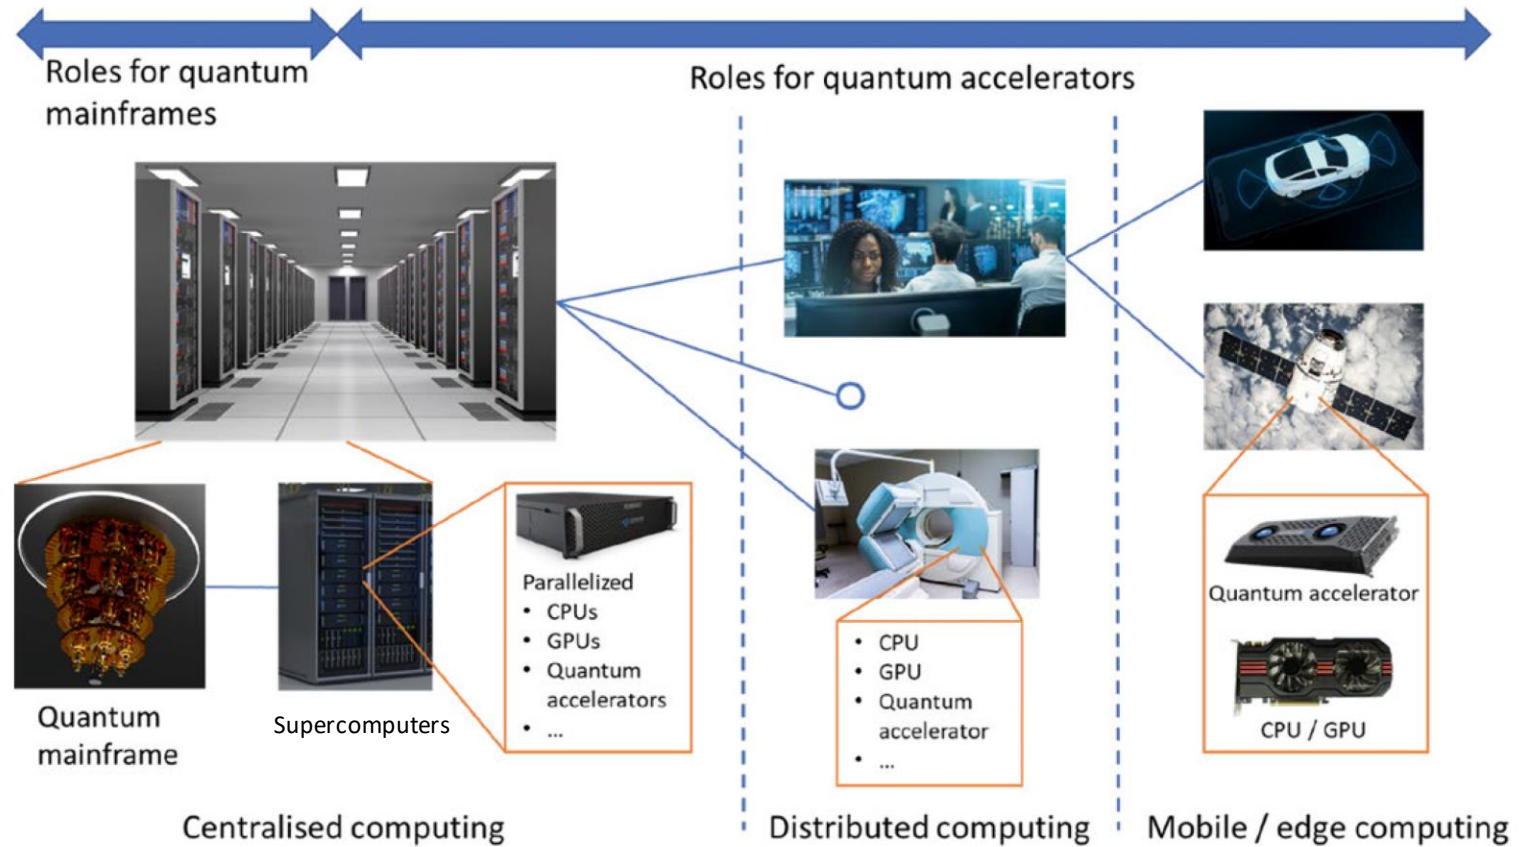 Roles for quantum
mainframes
Roles for quantum accelerators
Parallelized
• CPUs
• GPUs
• Quantum
accelerators
• ...
Quantum
mainframe
Supercomputers
• CPU
• GPU
• Quantum
accelerator
• ...
Quantum accelerator
CPU / GPU
Centralised computing
Distributed computing
Mobile / edge computing